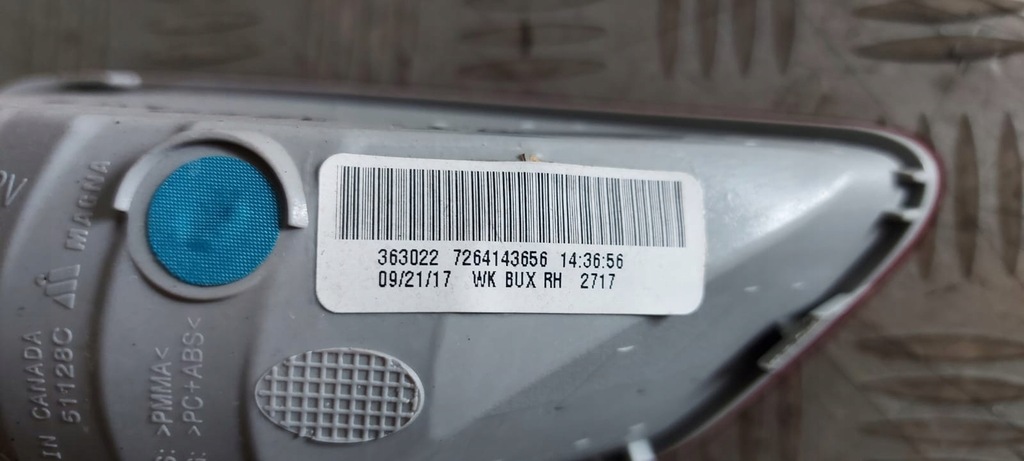 363022 7264143656 14:36:56
09/21/17 WK BUX RH 2717
MAGNA
IN CANADA
51128C
S: >PMMA<
: >PC+ABS<